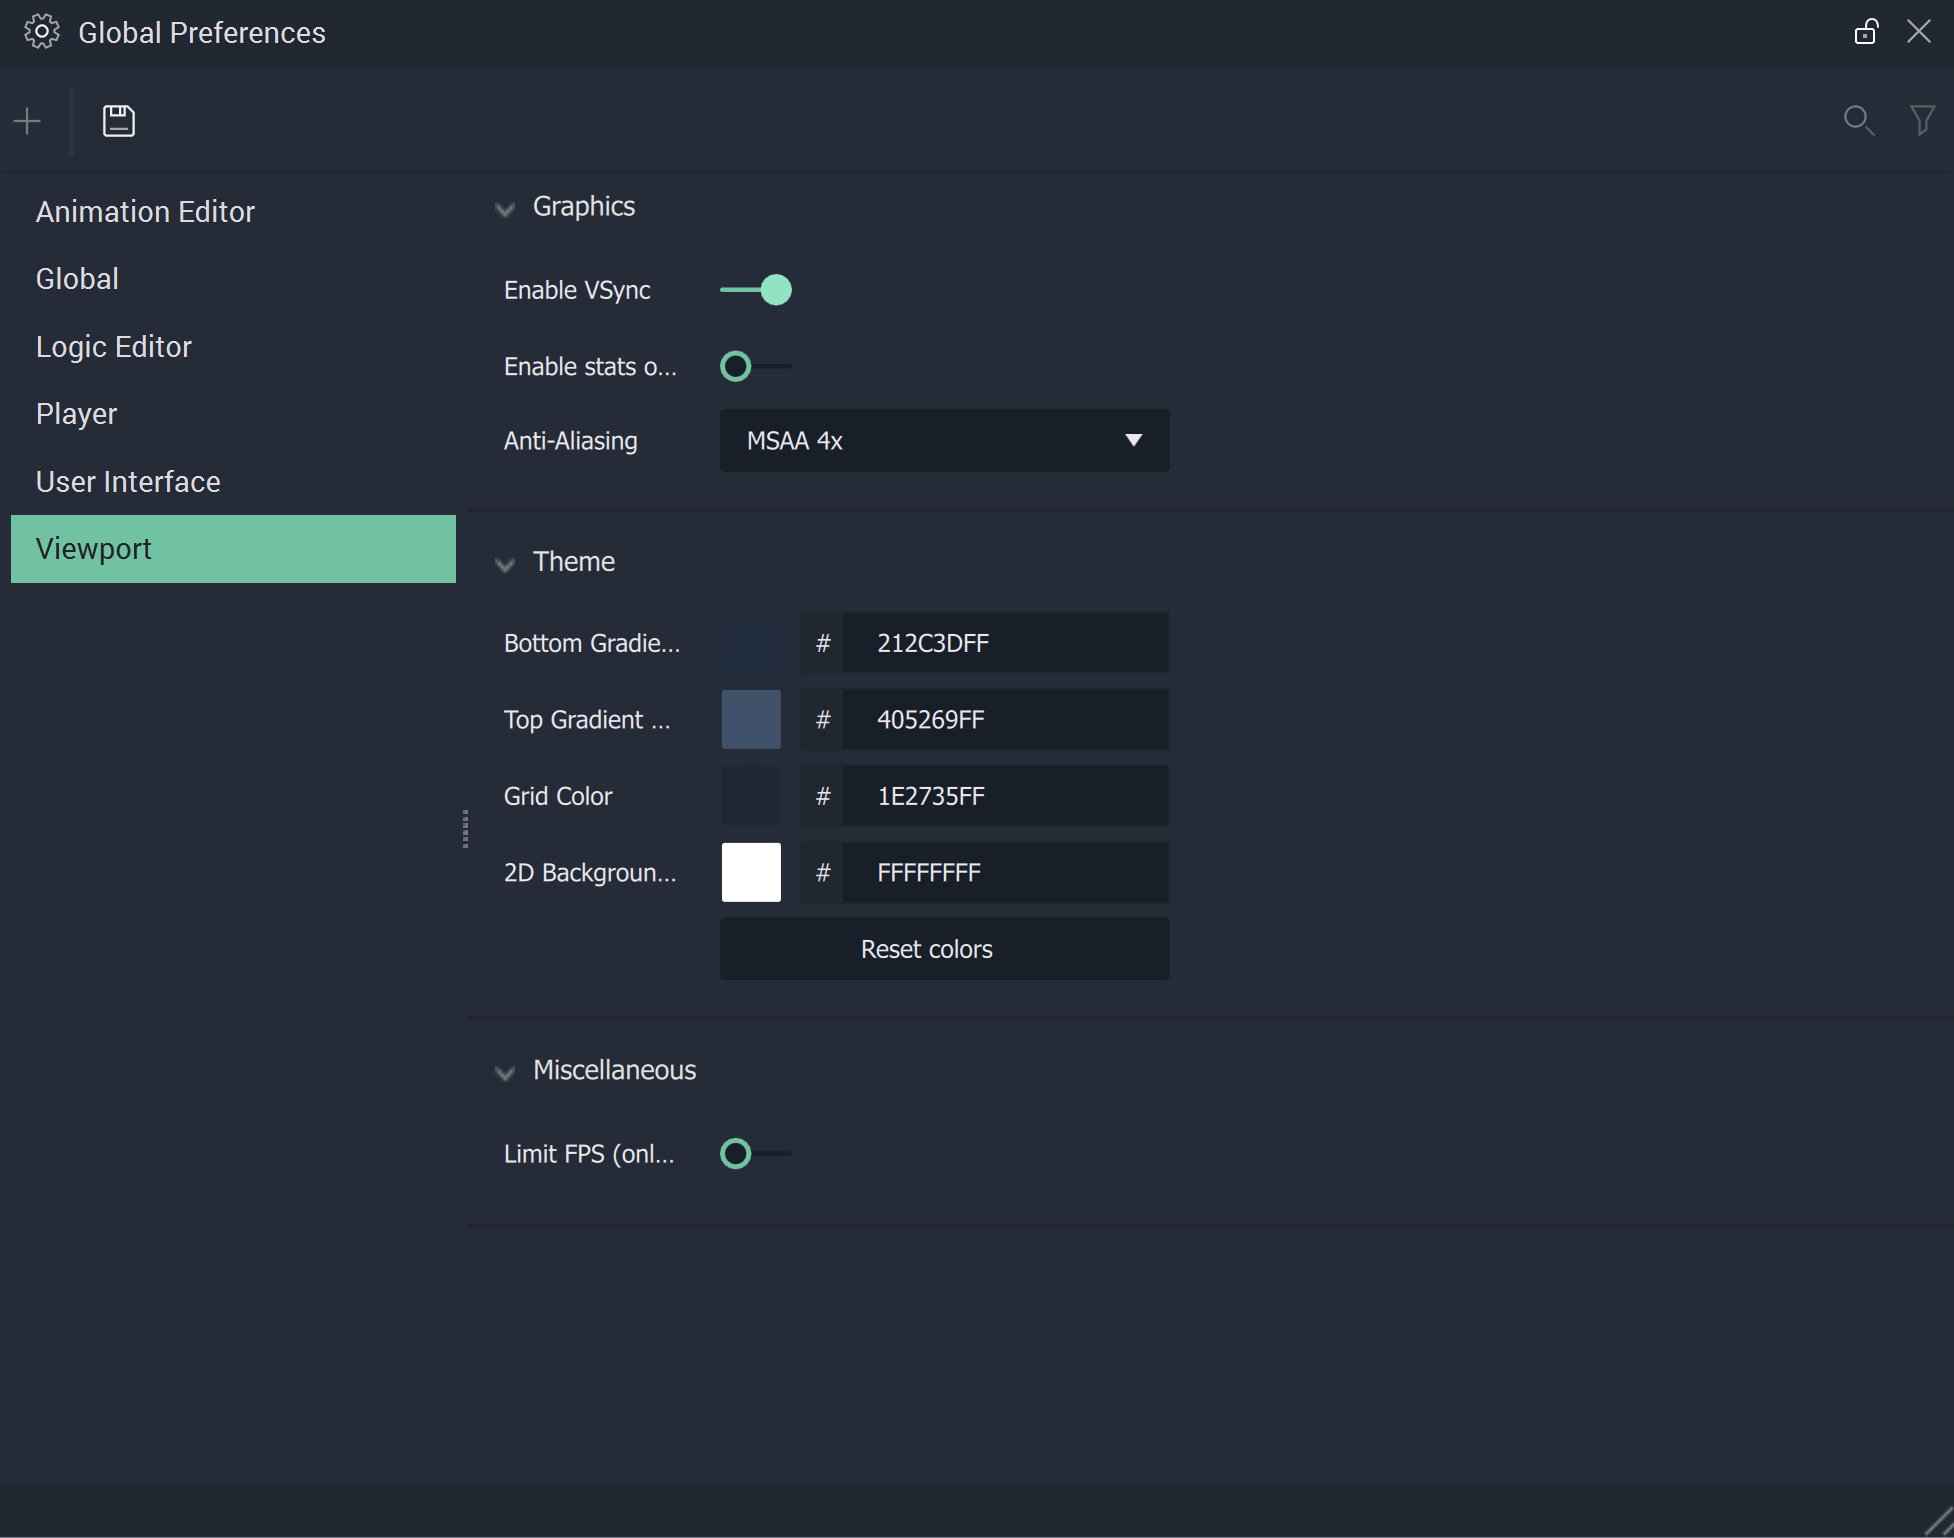 Global Preferences
Animation Editor
Global
Logic Editor
Player
User Interface
Viewport
Graphics
Enable VSync
Enable stats o...
Anti-Aliasing
MSAA 4x
Theme
Bottom Gradie...
# 212C3DFF
Top Gradient ...
# 405269FF
Grid Color
# 1E2735FF
2D Backgroun...
# FFFFFFFF
Reset colors
Miscellaneous
Limit FPS (onl...